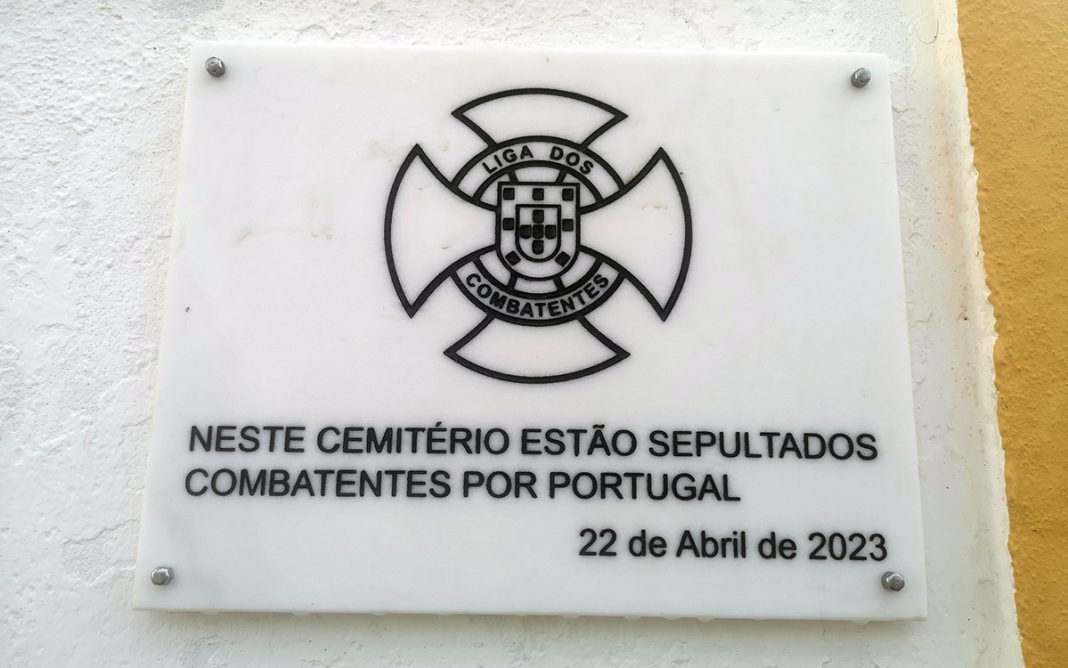 LIGA DOS
COMBATENTES
NESTE CEMITÉRIO ESTÃO SEPULTADOS
COMBATENTES POR PORTUGAL
22 de Abril de 2023